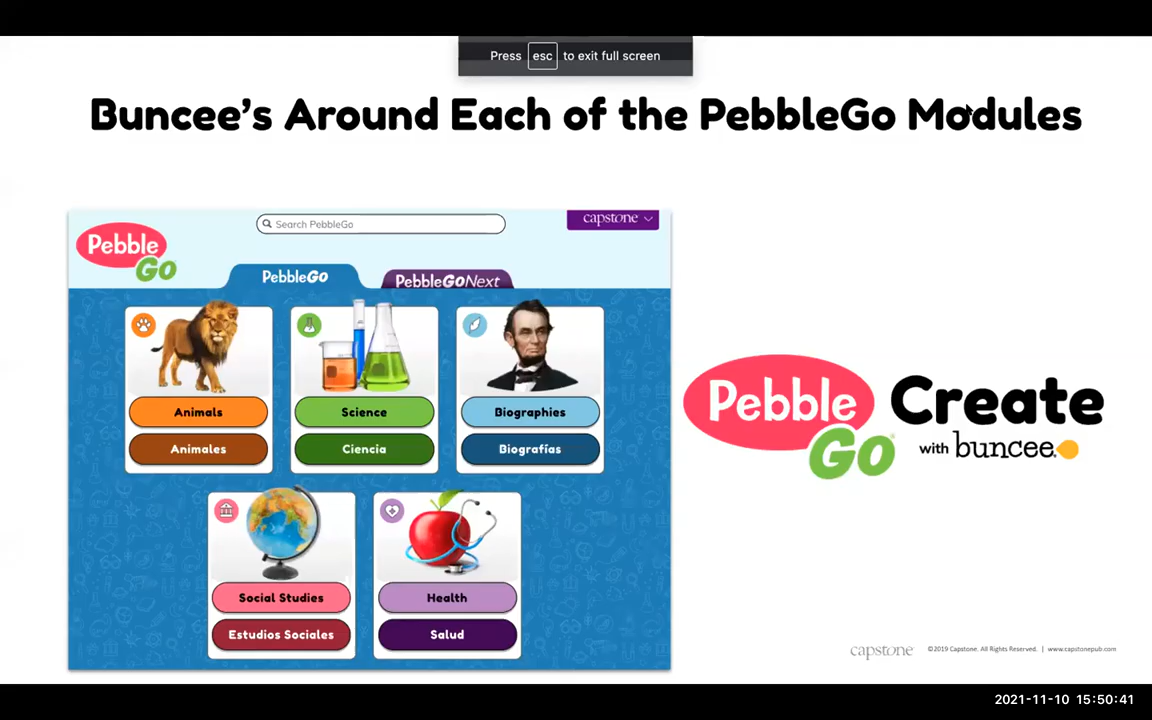 Press esc to exit full screen
Buncee's Around Each of the PebbleGo Modules
Search PebbleGo
capstone
Pebble
Go
PebbleGo
PebbleGoNext
Animals
Science
Biographies
Animales
Ciencia
Biografías
Social Studies
Health
Estudios Sociales
Salud
Pebble
Go
Create
with buncee.
capstone
©2019 Capstone. All Rights Reserved. | www.capstonepub.com
2021-11-10 15:50:41